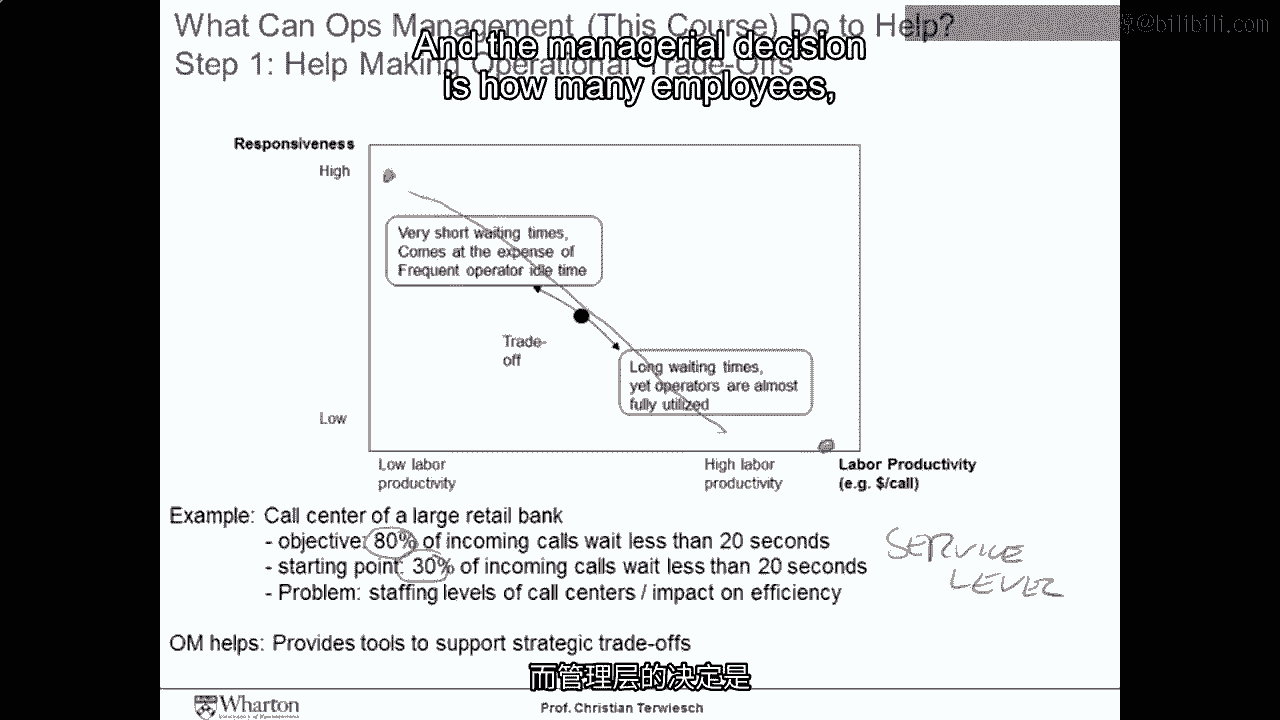 What Can Ops Management (This Course) Do to Help?
Step 1: Help Making Operational Trade-Offs
And the managerial decision
is how many employees,
@bilibili.com
Responsiveness
High
Very short waiting times,
Comes at the expense of
Frequent operator idle time
Trade-
off
Long waiting times,
yet operators are almost
fully utilized
Low
Low labor
productivity
High labor
productivity
Labor Productivity
(e.g. $/call)
Example: Call center of a large retail bank
- objective: 80% of incoming calls wait less than 20 seconds
- starting point: 30% of incoming calls wait less than 20 seconds
- Problem: staffing levels of call centers / impact on efficiency
SERVICE
LEVEL
OM helps: Provides tools to support strategic trade-offs
而管理层的决定是
Wharton
Prof. Christian Terwiesch